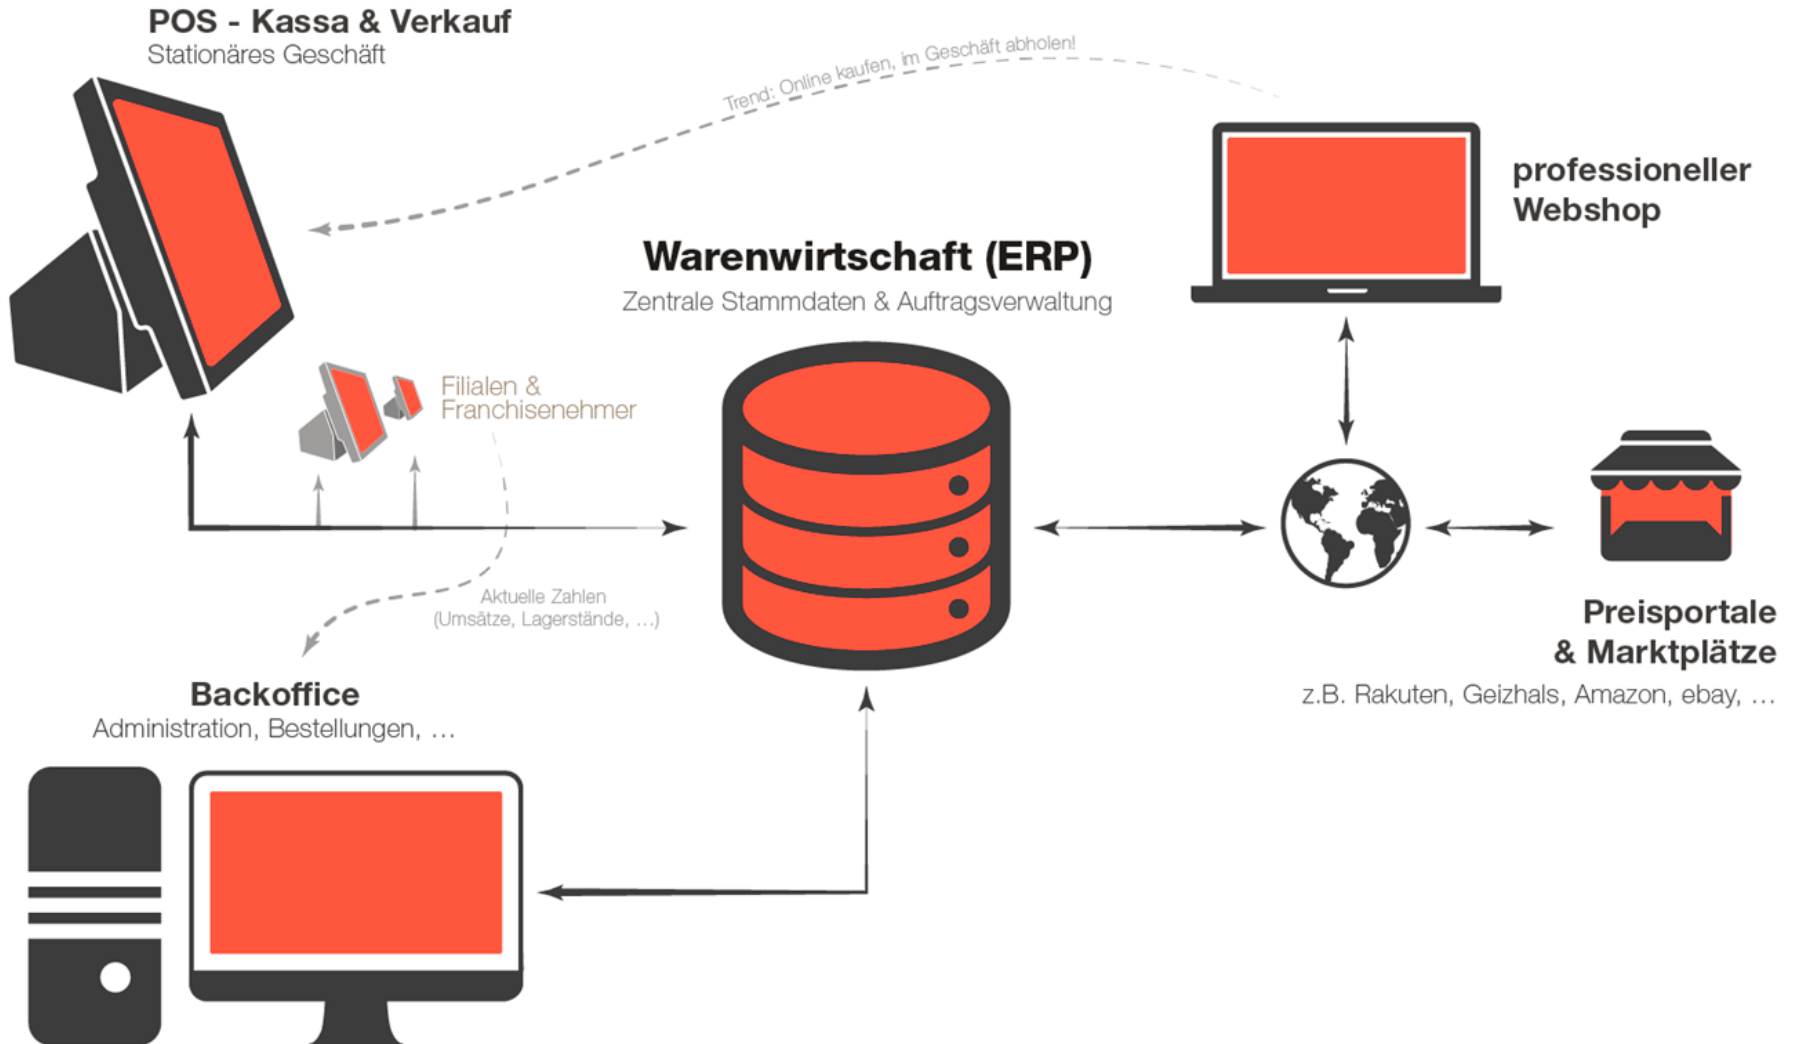 POS - Kassa & Verkauf
Stationäres Geschäft
Trend: Online kaufen, im Geschäft abholen!
professioneller
Webshop
Warenwirtschaft (ERP)
Zentrale Stammdaten & Auftragsverwaltung
Filialen &
Franchisenehmer
Aktuelle Zahlen
(Umsätze, Lagerstände, ...)
Preisportale
& Marktplätze
z.B. Rakuten, Geizhals, Amazon, ebay, ...
Backoffice
Administration, Bestellungen, ...